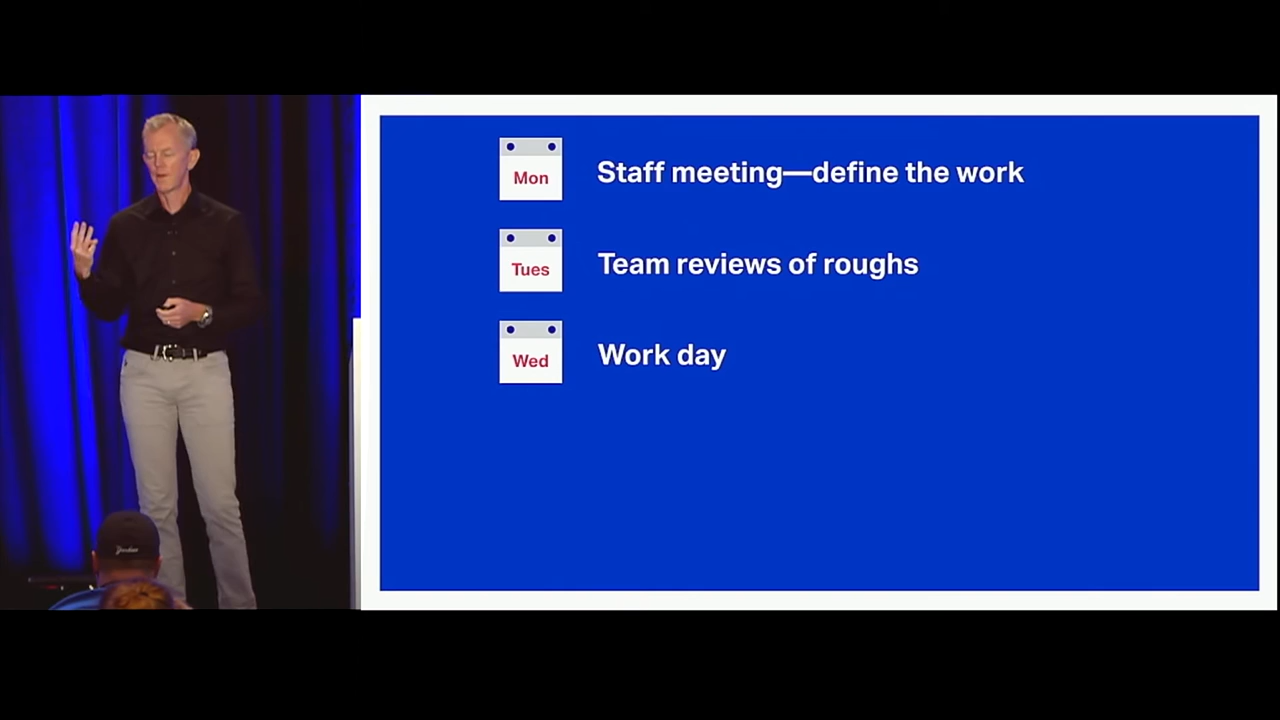 Mon
Staff meeting—define the work
Tues
Team reviews of roughs
Wed
Work day